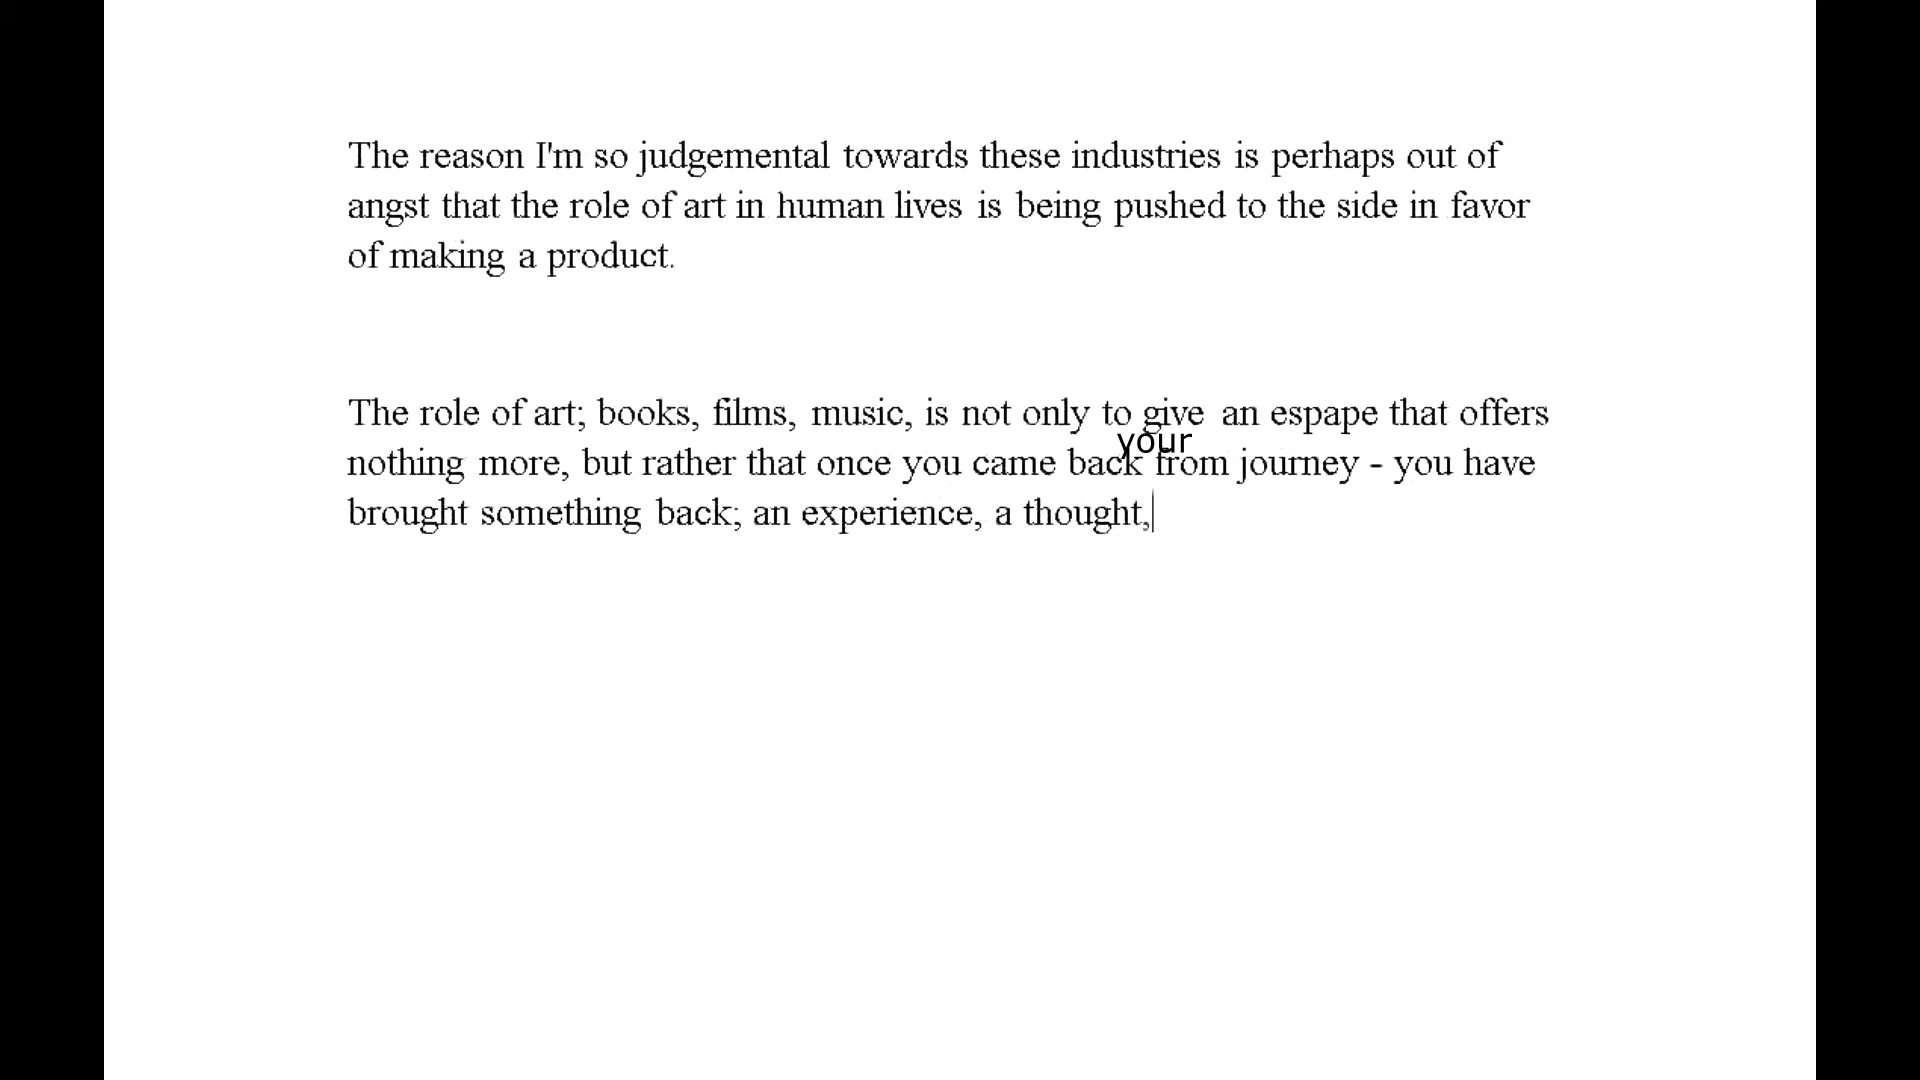 The reason I'm so judgemental towards these industries is perhaps out of
angst that the role of art in human lives is being pushed to the side in favor
of making a product.
The role of art; books, films, music, is not only to give an espape that offers
your
nothing more, but rather that once you came back from journey - you have
brought something back; an experience, a thought,